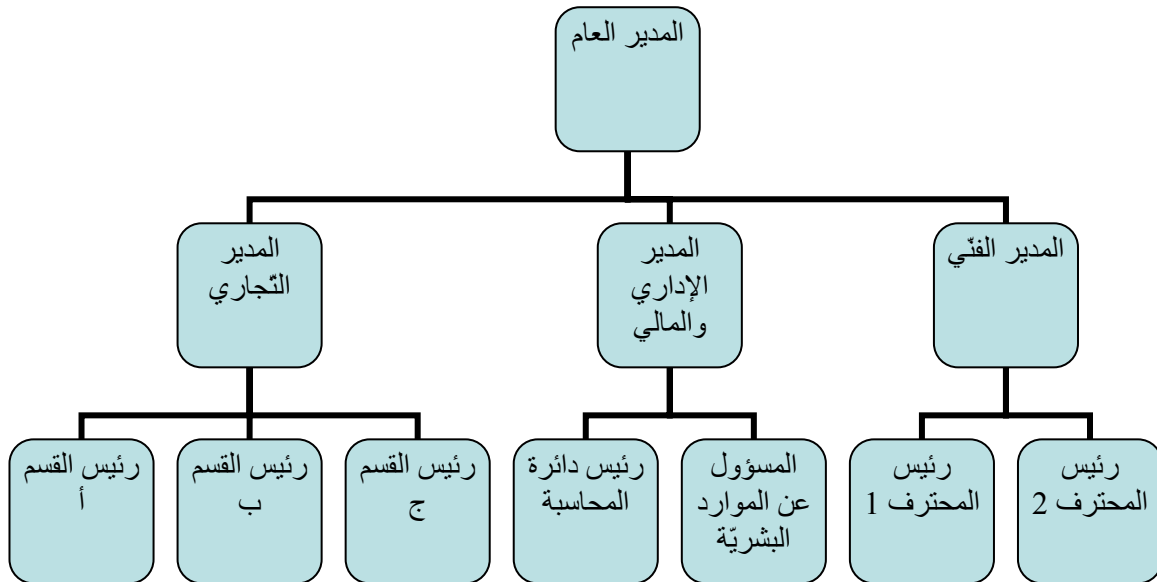 المدير العام
المدير الفنّي
المدير
الإداري
والمالي
المدير
التّجاري
رئيس
المحترف 2
رئيس
المحترف 1
المسؤول
عن الموارد
البشريّة
رئيس دائرة
المحاسبة
رئيس القسم
ج
رئيس القسم
ب
رئيس القسم
أ